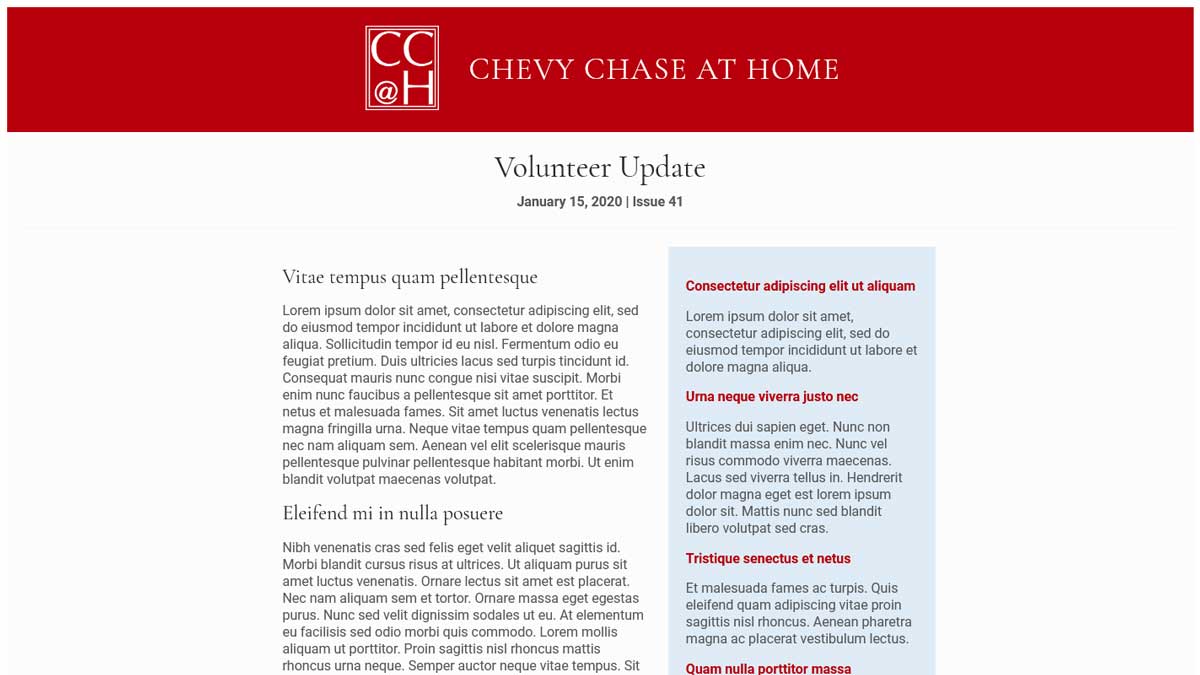 CC
@H
CHEVY CHASE AT HOME
Volunteer Update
January 15, 2020 | Issue 41
Vitae tempus quam pellentesque
Lorem ipsum dolor sit amet, consectetur adipiscing elit, sed
do eiusmod tempor incididunt ut labore et dolore magna
aliqua. Sollicitudin tempor id eu nisl. Fermentum odio eu
feugiat pretium. Duis ultricies lacus sed turpis tincidunt id.
Consequat mauris nunc congue nisi vitae suscipit. Morbi
enim nunc faucibus a pellentesque sit amet porttitor. Et
netus et malesuada fames. Sit amet luctus venenatis lectus
magna fringilla urna. Neque vitae tempus quam pellentesque
nec nam aliquam sem. Aenean vel elit scelerisque mauris
pellentesque pulvinar pellentesque habitant morbi. Ut enim
blandit volutpat maecenas volutpat.
Eleifend mi in nulla posuere
Nibh venenatis cras sed felis eget velit aliquet sagittis id.
Morbi blandit cursus risus at ultrices. Ut aliquam purus sit
amet luctus venenatis. Ornare lectus sit amet est placerat.
Nec nam aliquam sem et tortor. Ornare massa eget egestas
purus. Nunc sed velit dignissim sodales ut eu. At elementum
eu facilisis sed odio morbi quis commodo. Lorem mollis
aliquam ut porttitor. Proin sagittis nisl rhoncus mattis
rhoncus urna neque. Semper auctor neque vitae tempus. Sit
Consectetur adipiscing elit ut aliquam
Lorem ipsum dolor sit amet,
consectetur adipiscing elit, sed do
eiusmod tempor incididunt ut labore et
dolore magna aliqua.
Urna neque viverra justo nec
Ultrices dui sapien eget. Nunc non
blandit massa enim nec. Nunc vel
risus commodo viverra maecenas.
Lacus sed viverra tellus in. Hendrerit
dolor magna eget est lorem ipsum
dolor sit. Mattis nunc sed blandit
libero volutpat sed cras.
Tristique senectus et netus
Et malesuada fames ac turpis. Quis
eleifend quam adipiscing vitae proin
sagittis nisl rhoncus. Aenean pharetra
magna ac placerat vestibulum lectus.
Quam nulla porttitor massa